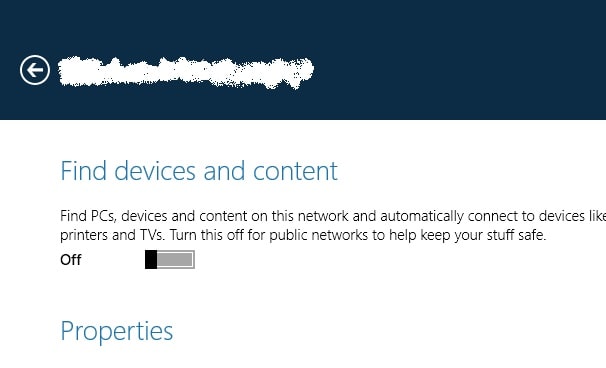 Find devices and content
Find PCs, devices and content on this network and automatically connect to devices like
printers and TVs. Turn this off for public networks to help keep your stuff safe.
Off
Properties